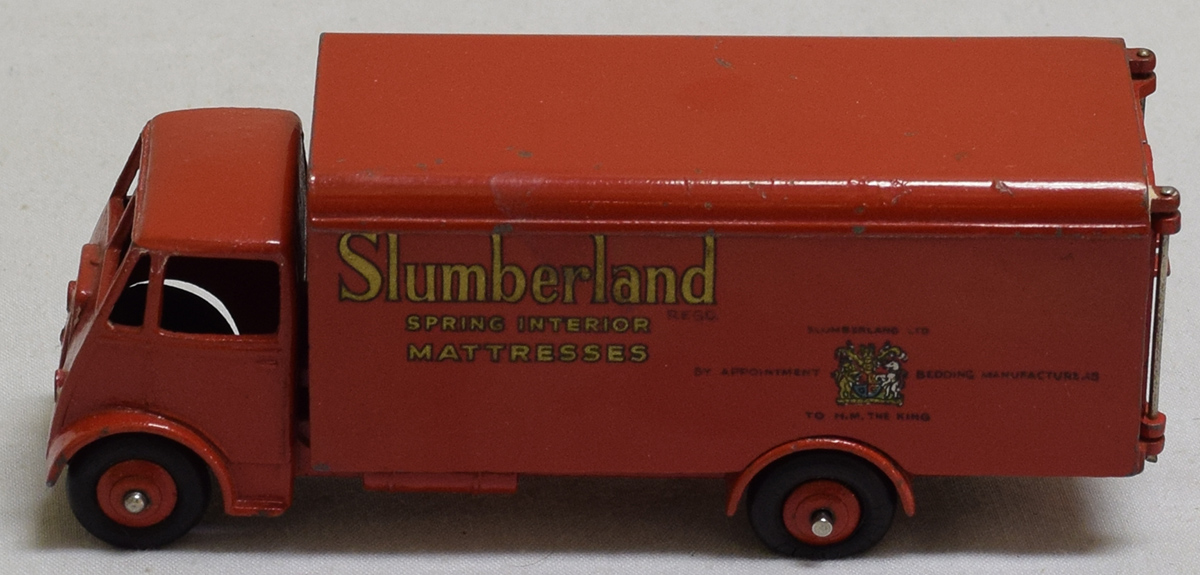 Slumberland
REGD.
SPRING INTERIOR
MATTRESSES
SLUMBERLAND LTD.
BY APPOINTMENT BEDDING MANUFACTURERS
TO H.M. THE KING